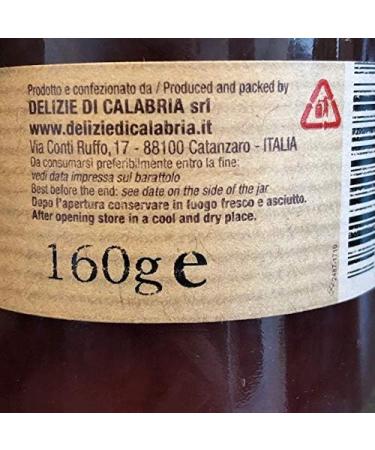 Prodotto e confezionato da / Produced and packed by
DELIZIE DI CALABRIA srl
www.deliziedicalabria.it
Via Conti Ruffo, 17 - 88100 Catanzaro - ITALIA
Da consumarsi preferibilmente entro la fine:
vedi data impressa sul barattolo
Best before the end: see date on the side of the jar
Dopo l'apertura conservare in luogo fresco e asciutto.
After opening store in a cool and dry place.
160g e